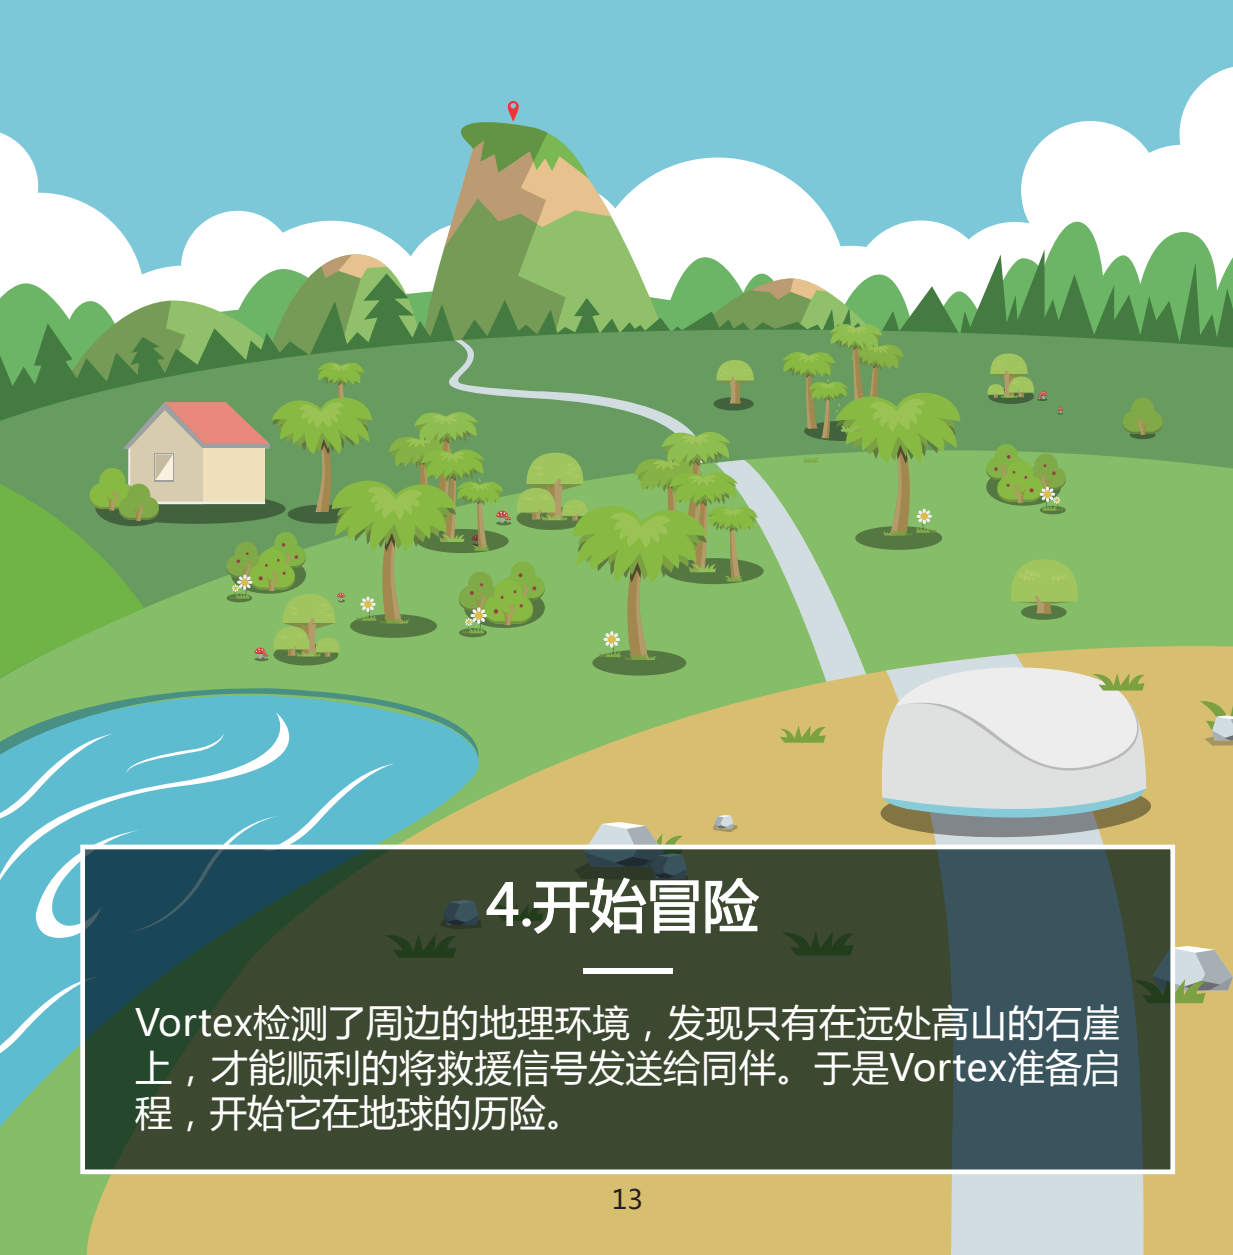 4.开始冒险
Vortex检测了周边的地理环境，发现只有在远处高山的石崖
上，才能顺利的将救援信号发送给同伴。于是Vortex准备启
程，开始它在地球的历险。
13